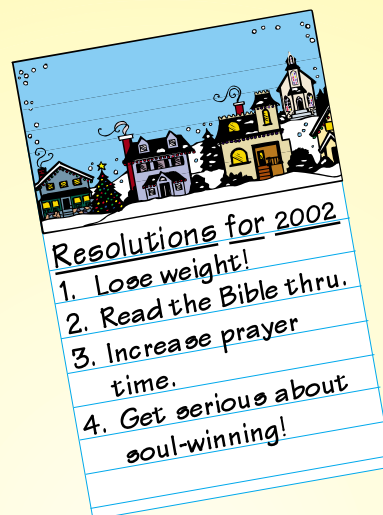 Resolutions for 2002
1. Lose weight!
2. Read the Bible thru.
3. Increase prayer
time.
4. Get serious about
soul-winning!